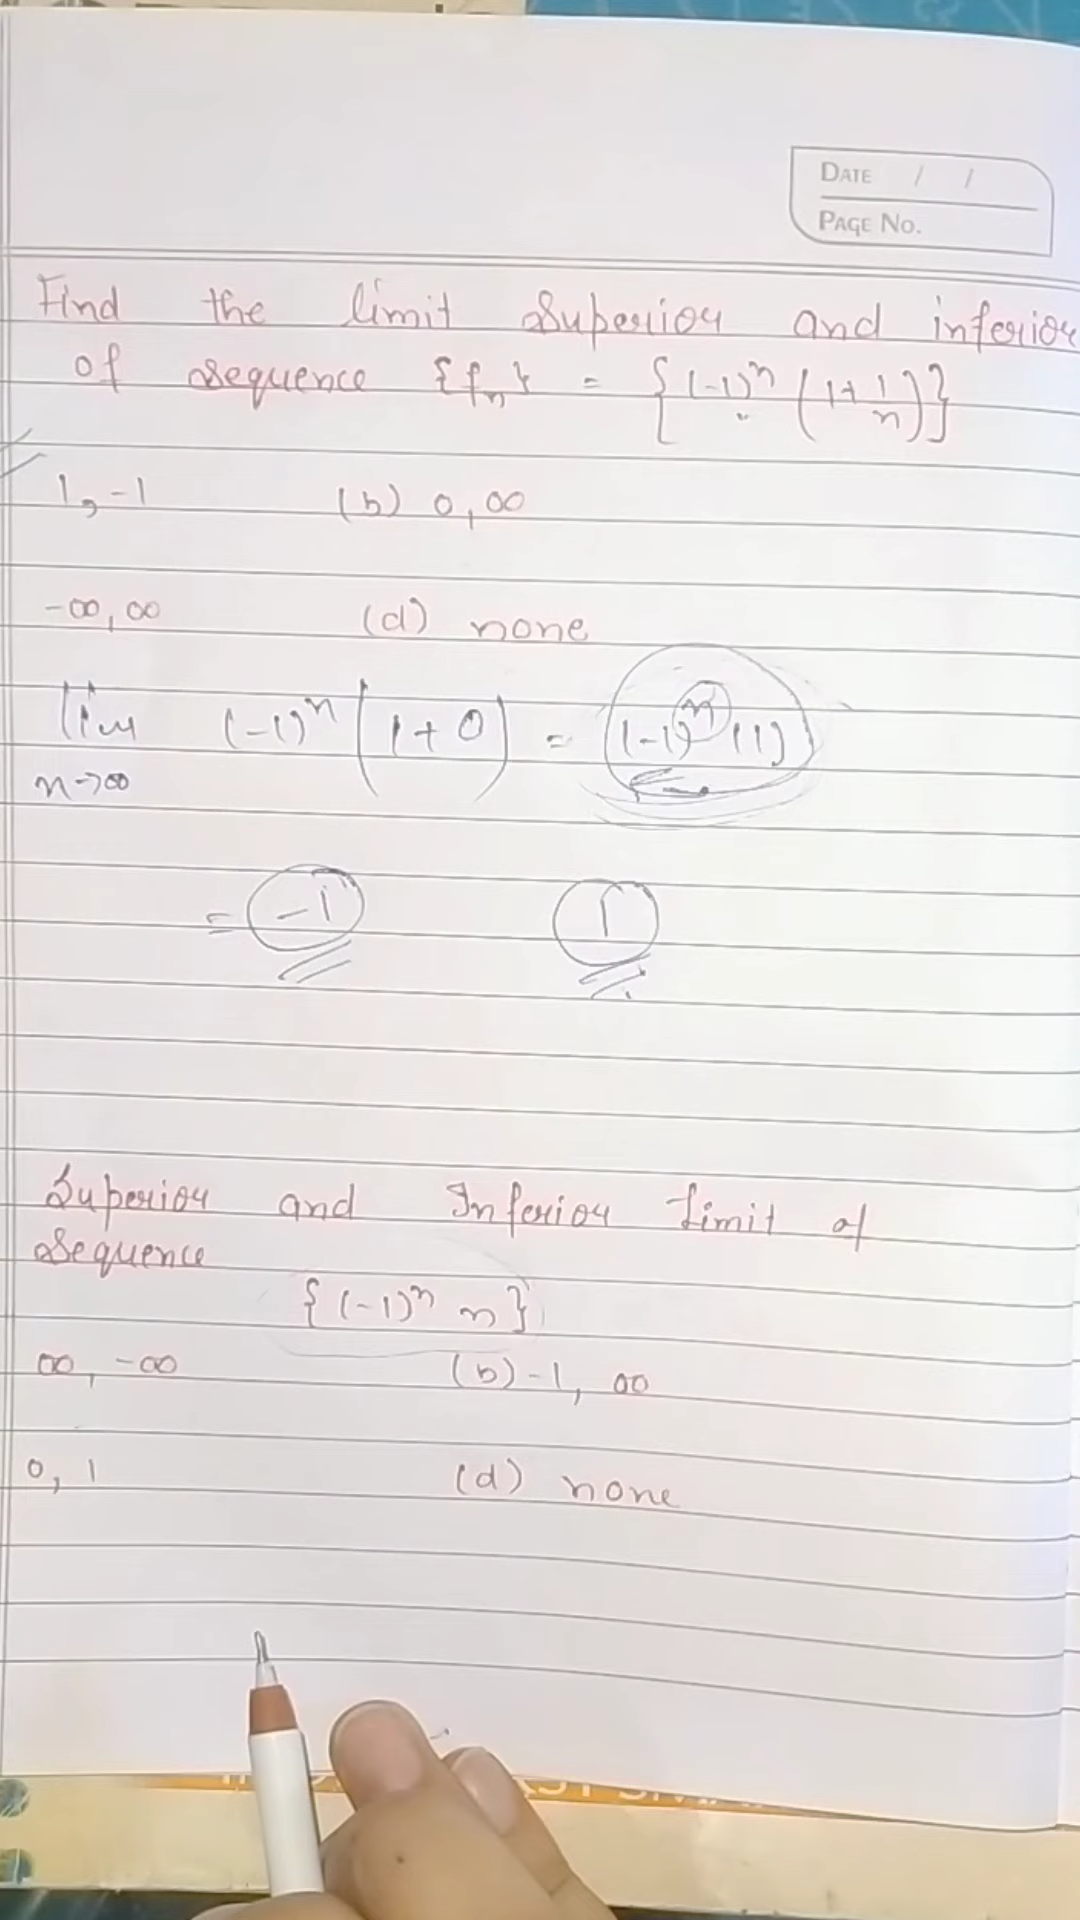 DATE / /
PAGE NO.
Find the limit Superior and inferior
of sequence {fₙ} = {(-1)ⁿ (1+1/n)}
1, -1 (b) 0, ∞
-∞, ∞ (d) none
lim n→∞ (-1)ⁿ (1+0) = (-1)ⁿ (1)
= -1 1
Superior and Inferior limit of
Sequence
{(-1)ⁿ n}
∞, -∞ (b) -1, ∞
0, 1 (d) none